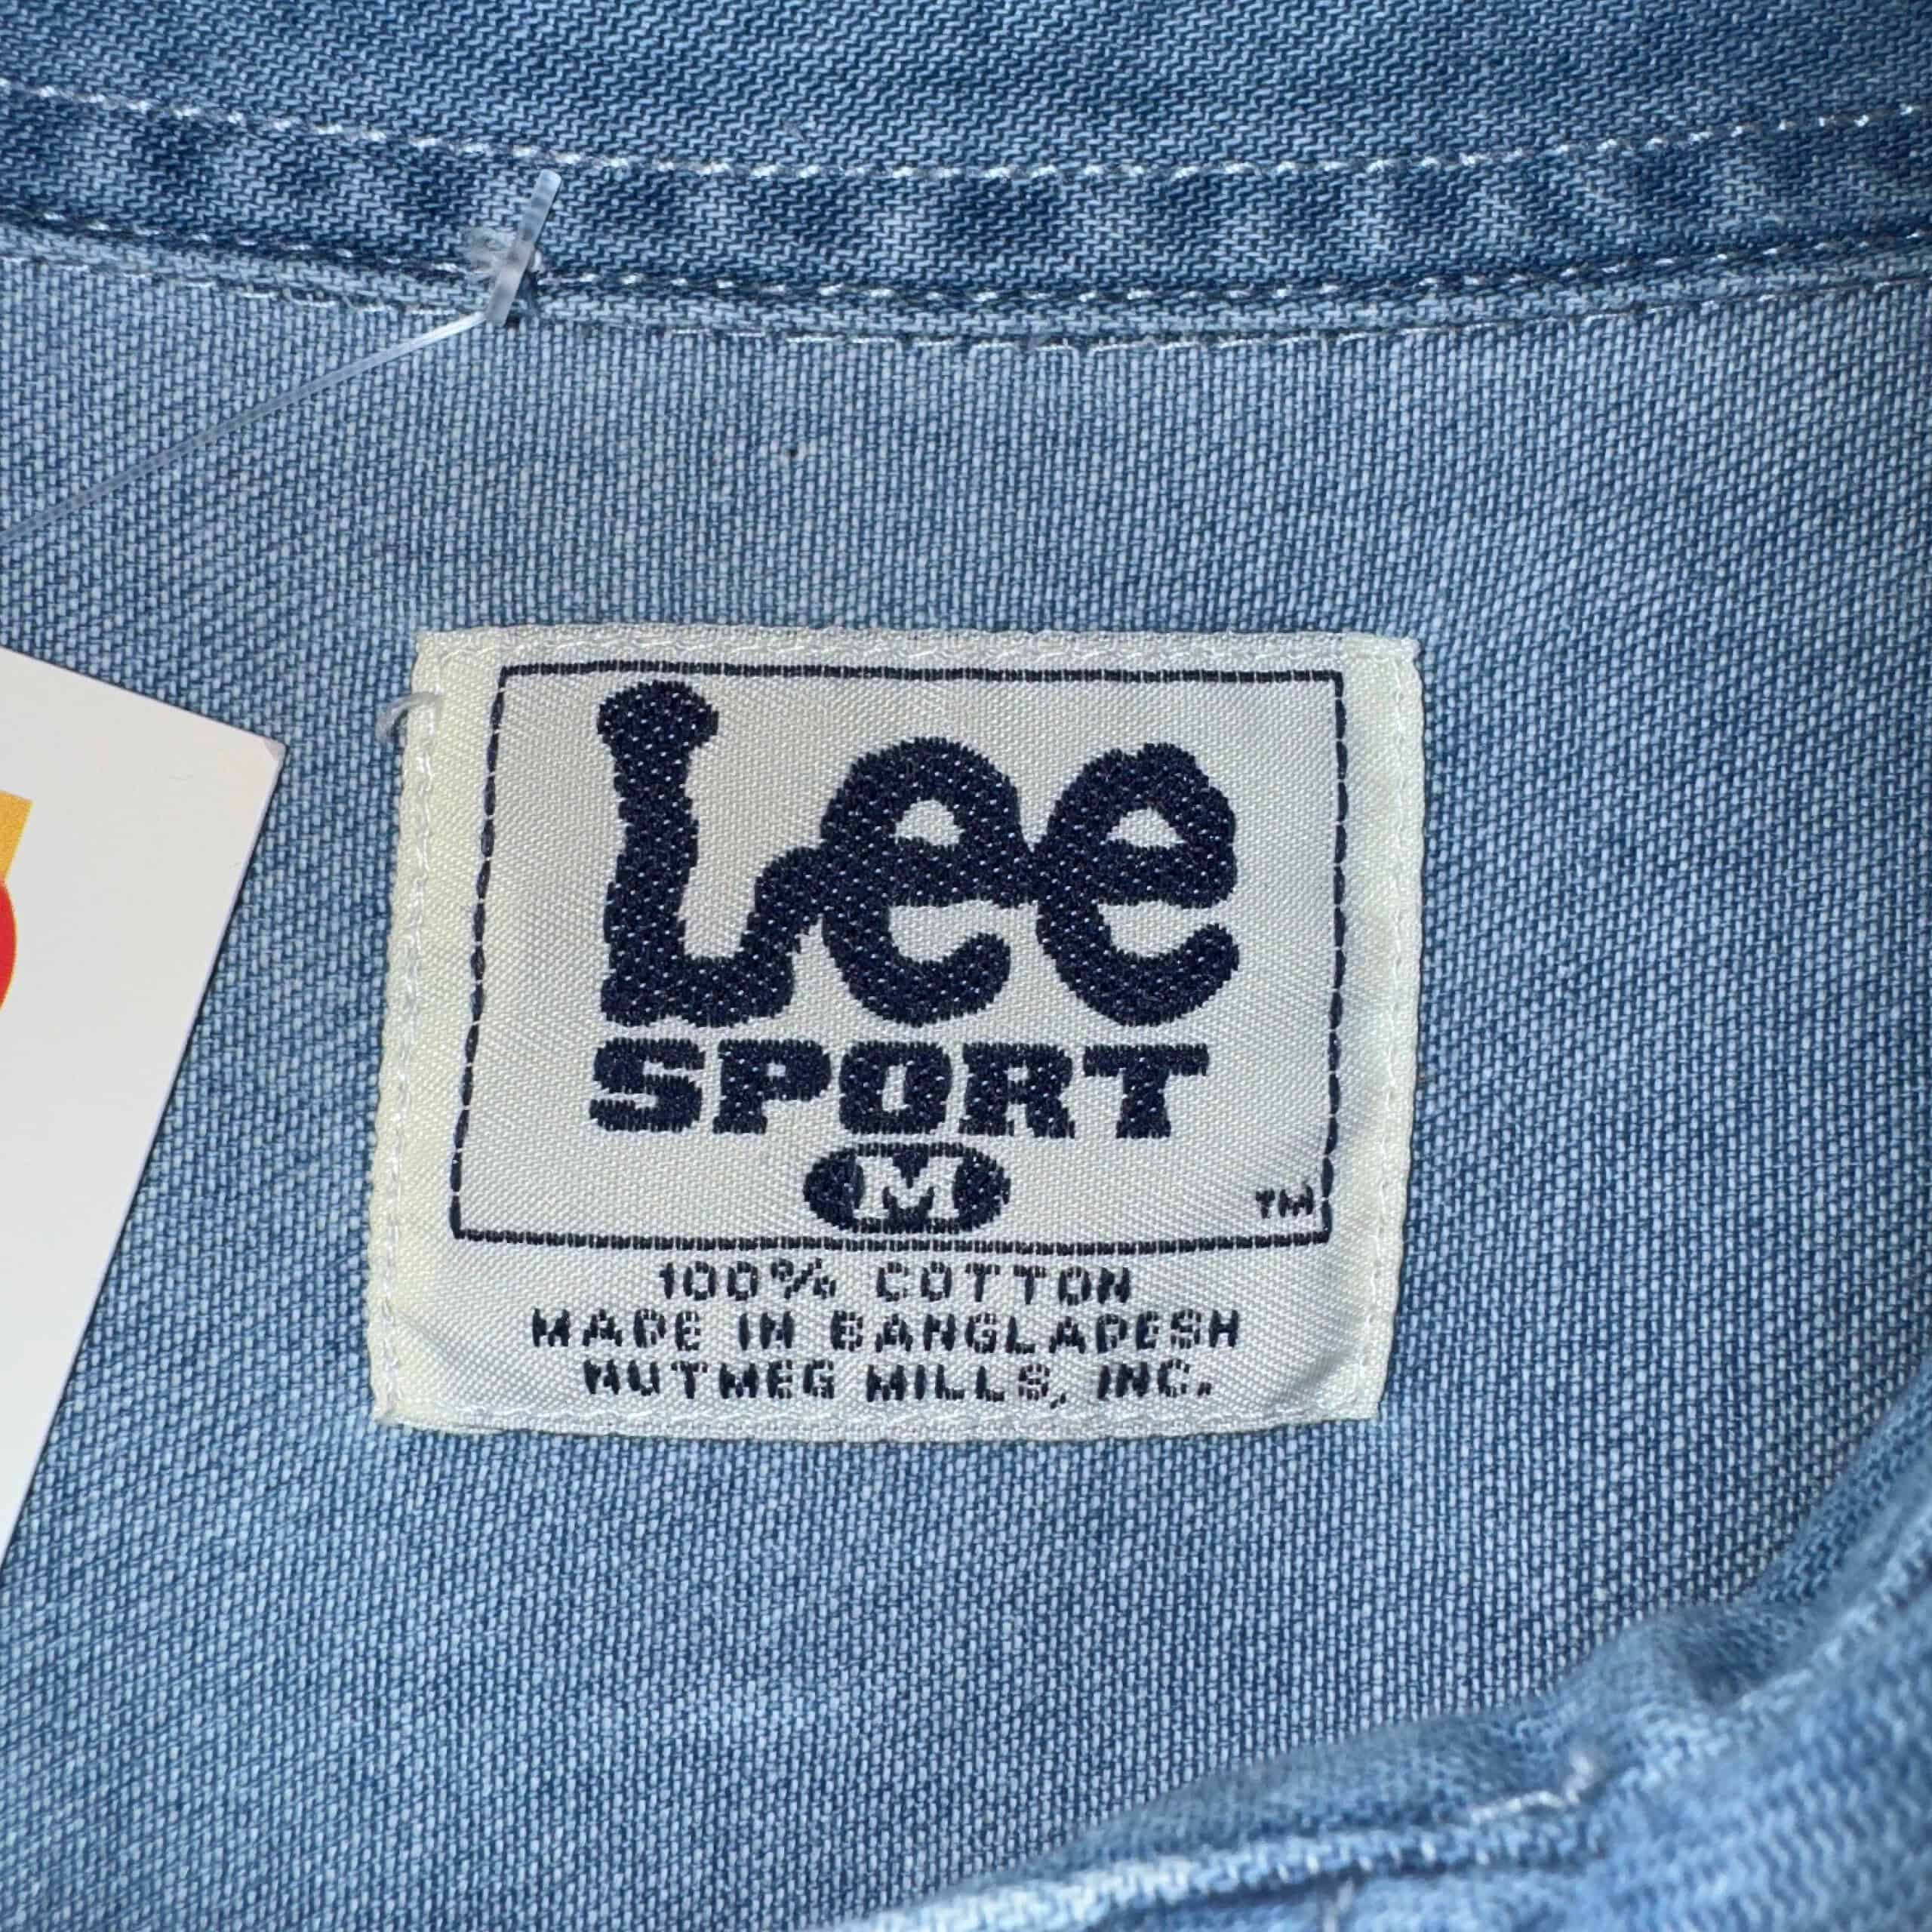 Lee
SPORT
M
TM
100% COTTON
MADE IN BANGLADESH
NUTMEG MILLS, INC.